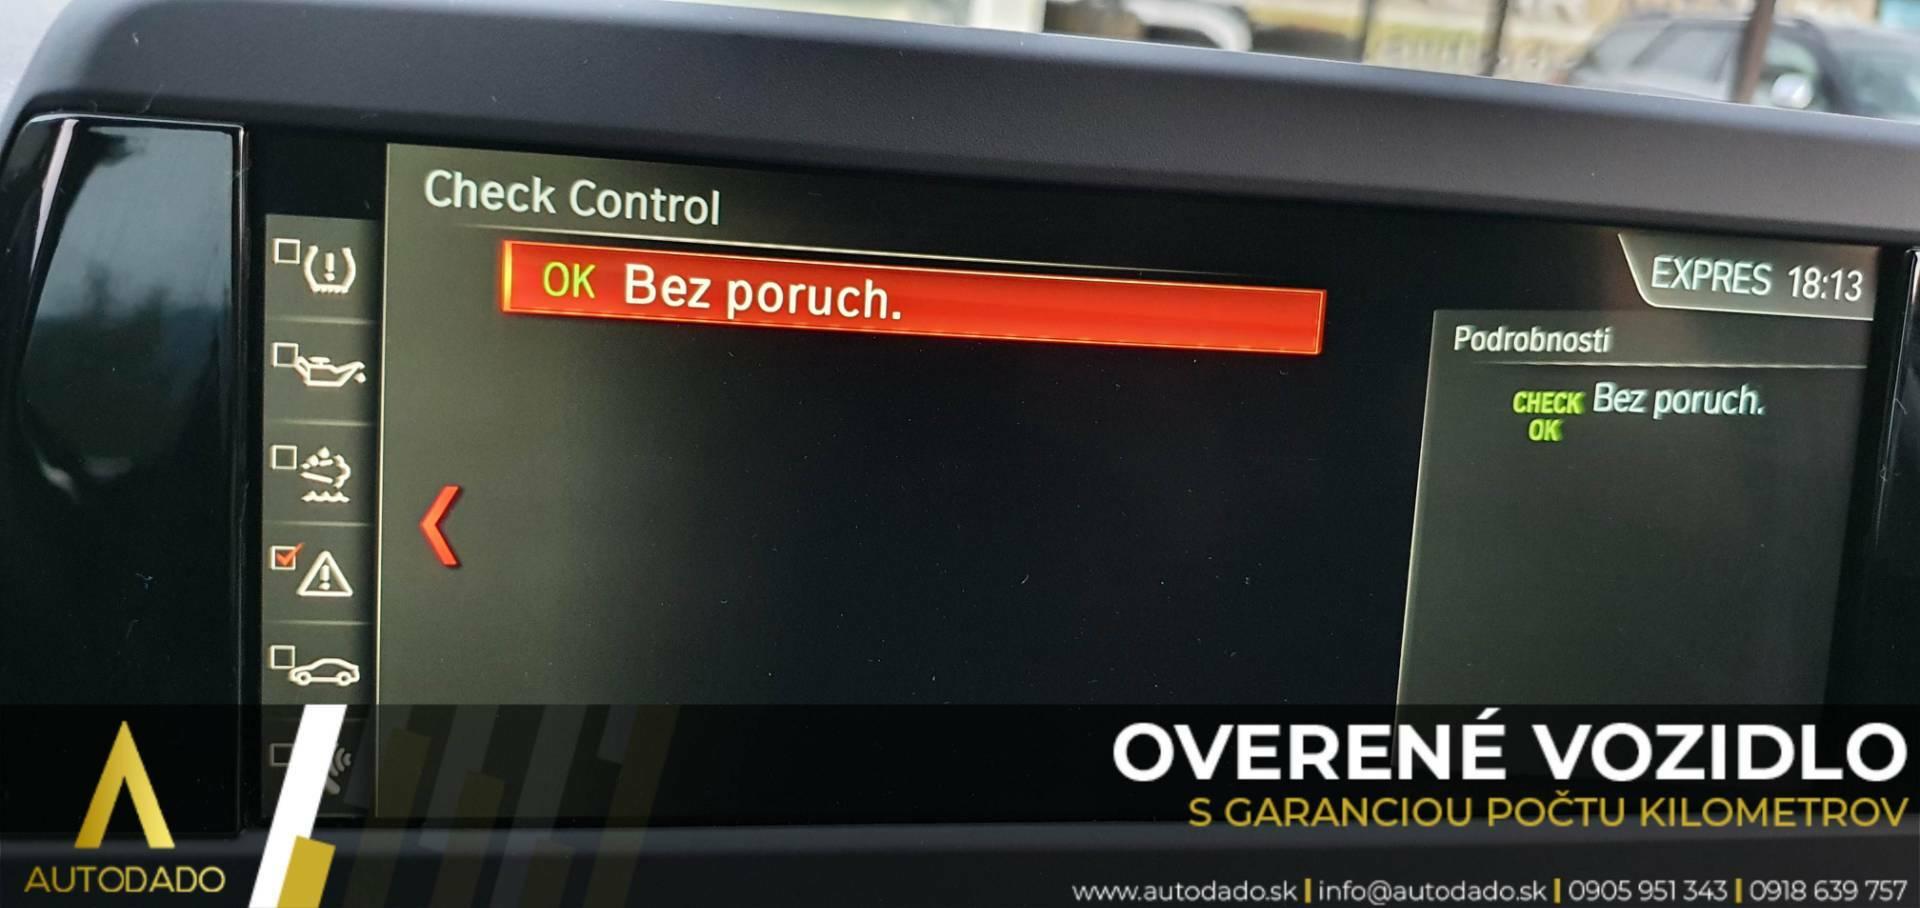 Check Control
OK Bez poruch.
EXPRES 18:13
Podrobnosti
CHECK OK Bez poruch.
OVERENÉ VOZIDLO
S GARANCIOU POČTU KILOMETROV
AUTODADO
www.autodado.sk | info@autodado.sk | 0905 951 343 | 0918 639 757